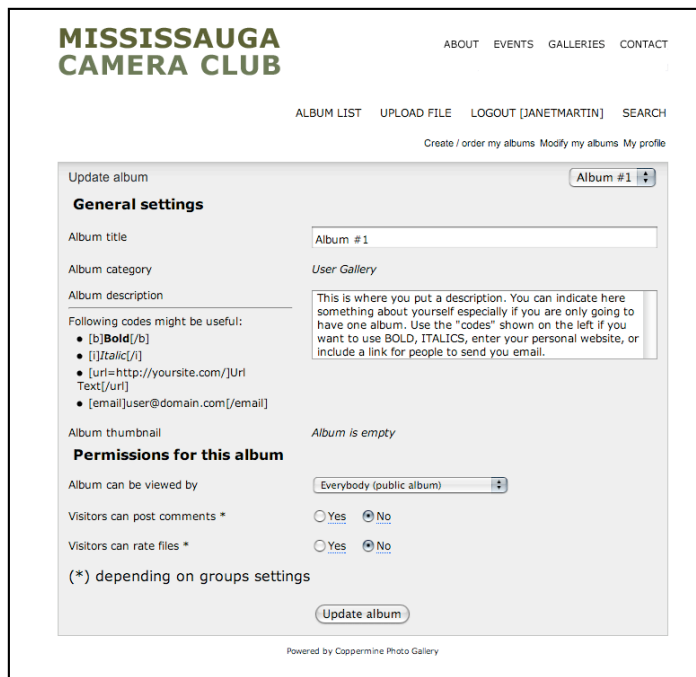 MISSISSAUGA
CAMERA CLUB
ABOUT EVENTS GALLERIES CONTACT
ALBUM LIST UPLOAD FILE LOGOUT [JANETMARTIN] SEARCH
Create / order my albums Modify my albums My profile
Update album
Album #1
General settings
Album title
Album #1
Album category
User Gallery
Album description
Following codes might be useful:
• [b]Bold[/b]
• [i]Italic[/i]
• [url=http://yoursite.com/]Url
Text[/url]
• [email]user@domain.com[/email]
This is where you put a description. You can indicate here
something about yourself especially if you are only going to
have one album. Use the "codes" shown on the left if you
want to use BOLD, ITALICS, enter your personal website, or
include a link for people to send you email.
Album thumbnail
Album is empty
Permissions for this album
Album can be viewed by
Everybody (public album)
Visitors can post comments *
Yes No
Visitors can rate files *
Yes No
(*) depending on groups settings
Update album
Powered by Coppermine Photo Gallery